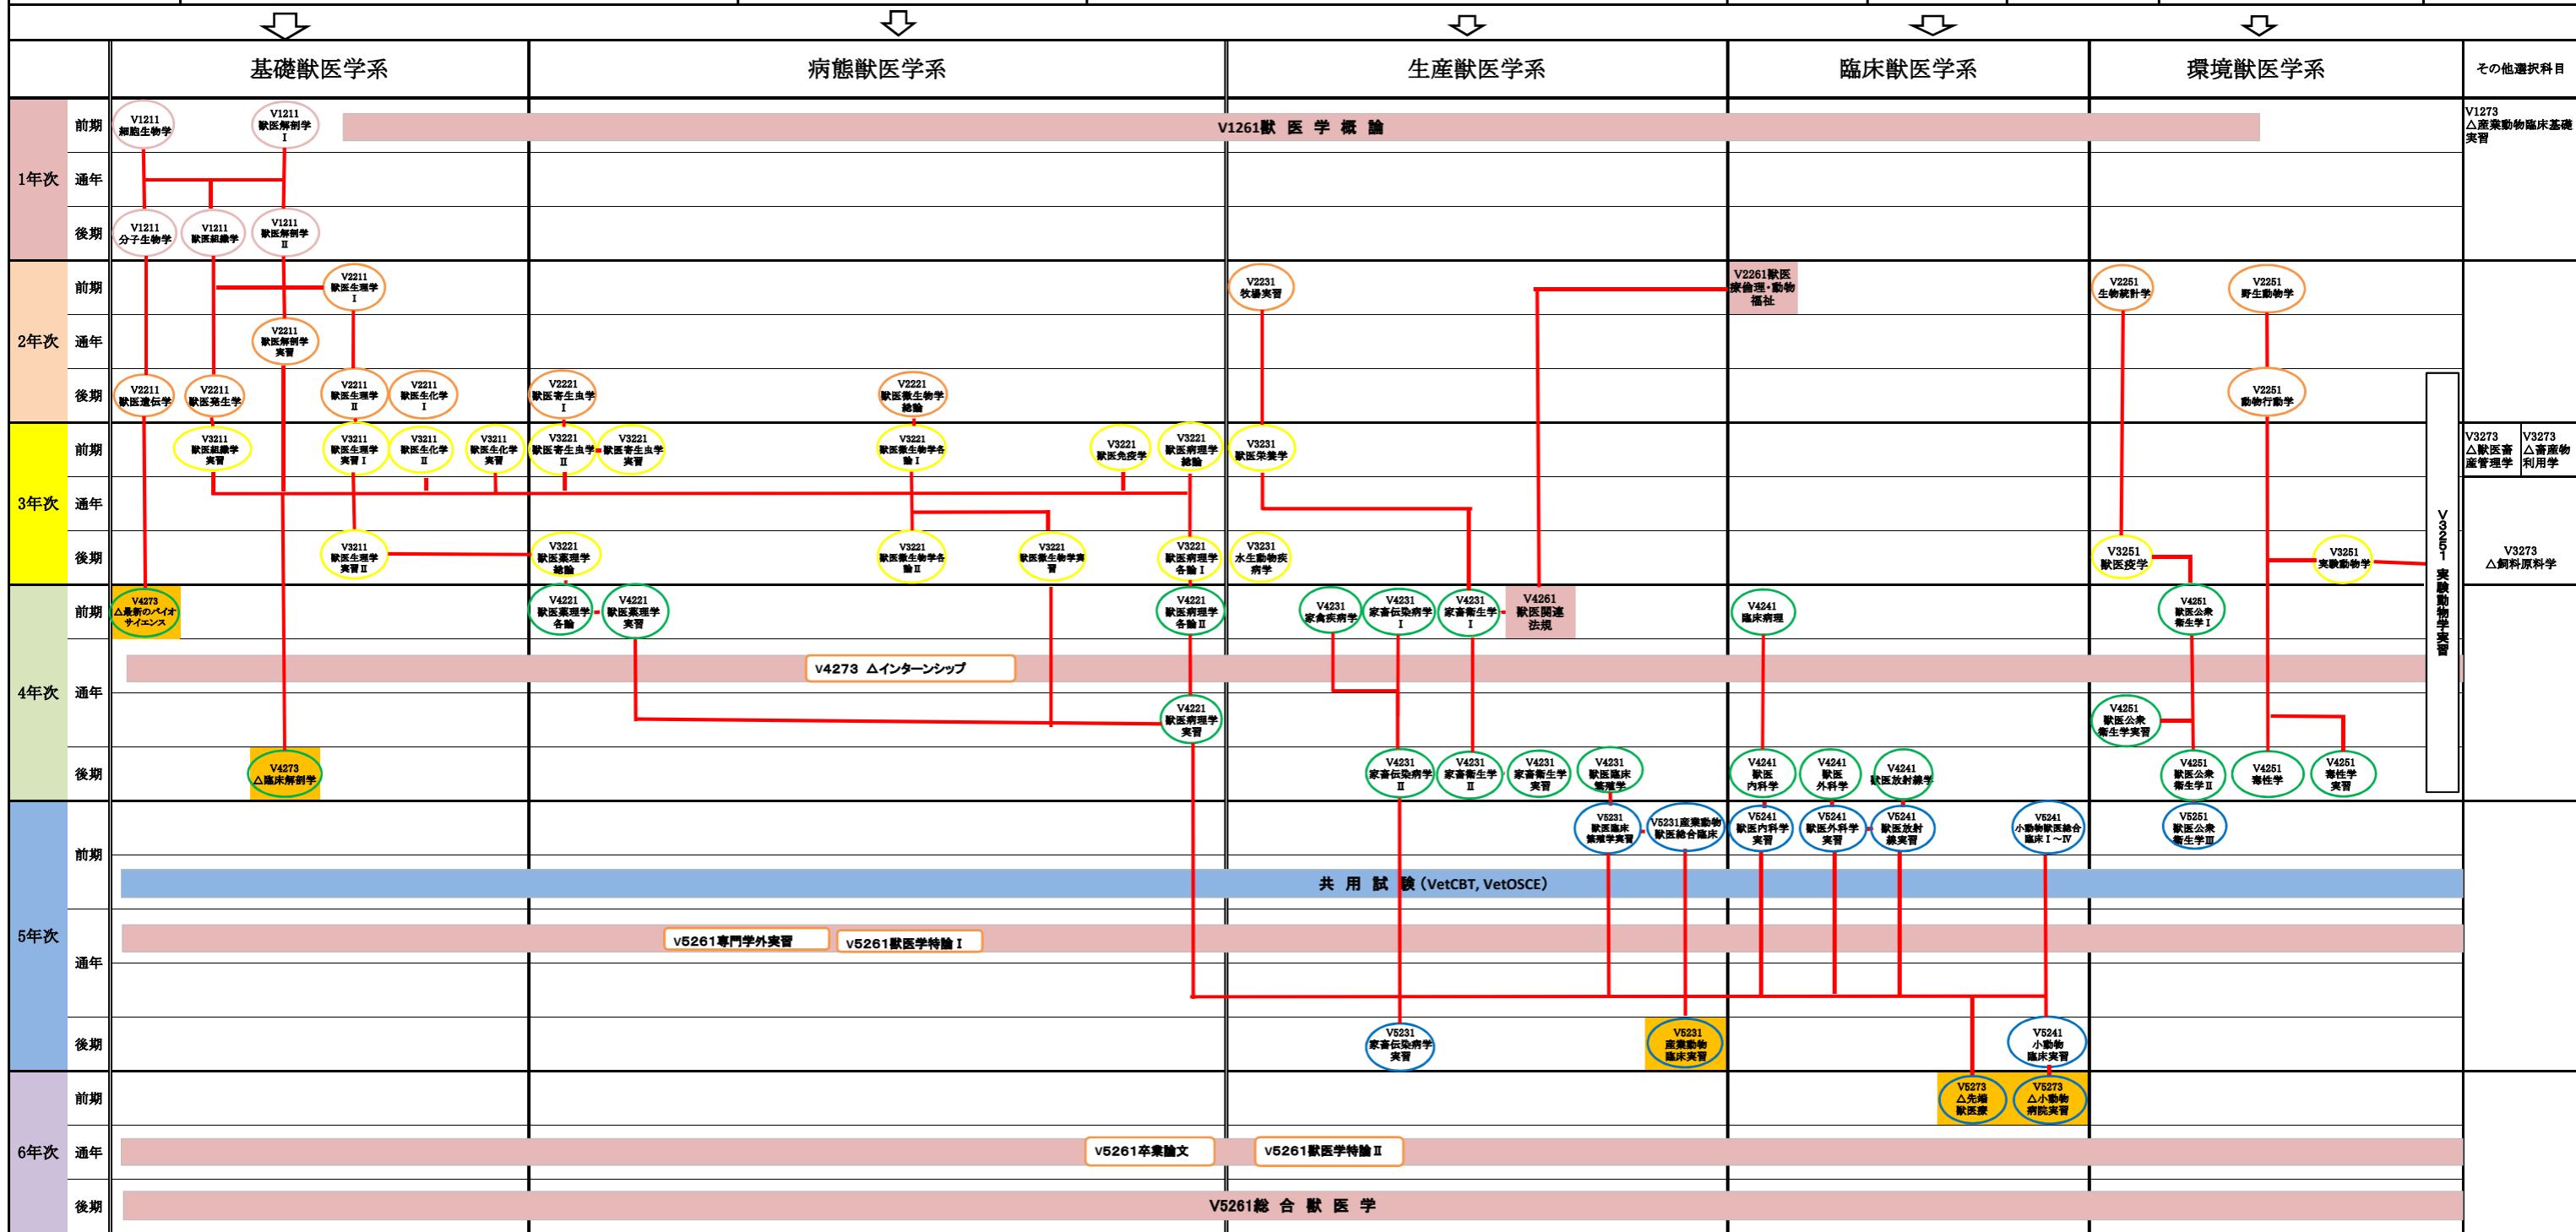 基礎獣医学系
病態獣医学系
生産獣医学系
臨床獣医学系
環境獣医学系
その他選択科目
1年次
前期
V1211
細胞生物学
V1211
獣医解剖学
Ⅰ
V1261獣 医 学 概 論
V1273
△産業動物臨床基礎
実習
通年
後期
V1211
分子生物学
V1211
獣医組織学
V1211
獣医解剖学
Ⅱ
2年次
前期
V2211
獣医生理学
Ⅰ
V2231
牧場実習
V2261獣医
療倫理・動物
福祉
V2251
生物統計学
V2251
野生動物学
通年
V2211
獣医解剖学
実習
後期
V2211
獣医遺伝学
V2211
獣医発生学
V2211
獣医生理学
Ⅱ
V2211
獣医生化学
Ⅰ
V2221
獣医寄生虫学
Ⅰ
V2221
獣医微生物学
総論
V2251
動物行動学
3年次
前期
V3211
獣医組織学
実習
V3211
獣医生理学
実習Ⅰ
V3211
獣医生化学
Ⅱ
V3211
獣医生化学
実習
V3221
獣医寄生虫学
Ⅱ
V3221
獣医寄生虫学
実習
V3221
獣医微生物学各
論Ⅰ
V3221
獣医免疫学
V3221
獣医病理学
総論
V3231
獣医栄養学
V3273
△獣医畜
産管理学
V3273
△畜産物
利用学
通年
後期
V3211
獣医生理学
実習Ⅱ
V3221
獣医薬理学
総論
V3221
獣医微生物学各
論Ⅱ
V3221
獣医微生物学実
習
V3221
獣医病理学
各論Ⅰ
V3231
水生動物疾
病学
V3251
獣医疫学
V3251
実験動物学
V3251 実験動物学実習
V3273
△飼料原料学
4年次
前期
V4273
△最新のバイオ
サイエンス
V4221
獣医薬理学
各論
V4221
獣医薬理学
実習
V4221
獣医病理学
各論Ⅱ
V4231
家禽疾病学
V4231
家畜伝染病学
Ⅰ
V4231
家畜衛生学
Ⅰ
V4261
獣医関連
法規
V4241
臨床病理
V4251
獣医公衆
衛生学Ⅰ
通年
V4273 △インターンシップ
V4221
獣医病理学
実習
V4251
獣医公衆
衛生学実習
後期
V4273
△臨床解剖学
V4231
家畜伝染病学
Ⅱ
V4231
家畜衛生学
Ⅱ
V4231
家畜衛生学
実習
V4231
獣医臨床
繁殖学
V4241
獣医
内科学
V4241
獣医
外科学
V4241
獣医放射線学
V4251
獣医公衆
衛生学Ⅱ
V4251
毒性学
V4251
毒性学
実習
5年次
前期
V5231
獣医臨床
繁殖学実習
V5231産業動物
獣医総合臨床
V5241
獣医内科学
実習
V5241
獣医外科学
実習
V5241
獣医放射
線実習
V5241
小動物獣医総合
臨床Ⅰ～Ⅳ
V5251
獣医公衆
衛生学Ⅲ
共 用 試 験（VetCBT, VetOSCE）
通年
V5261専門学外実習
V5261獣医学特論Ⅰ
後期
V5231
家畜伝染病学
実習
V5231
産業動物
臨床実習
V5241
小動物
臨床実習
6年次
前期
V5273
△先端
獣医療
V5273
△小動物
病院実習
通年
V5261卒業論文
V5261獣医学特論Ⅱ
後期
V5261総 合 獣 医 学